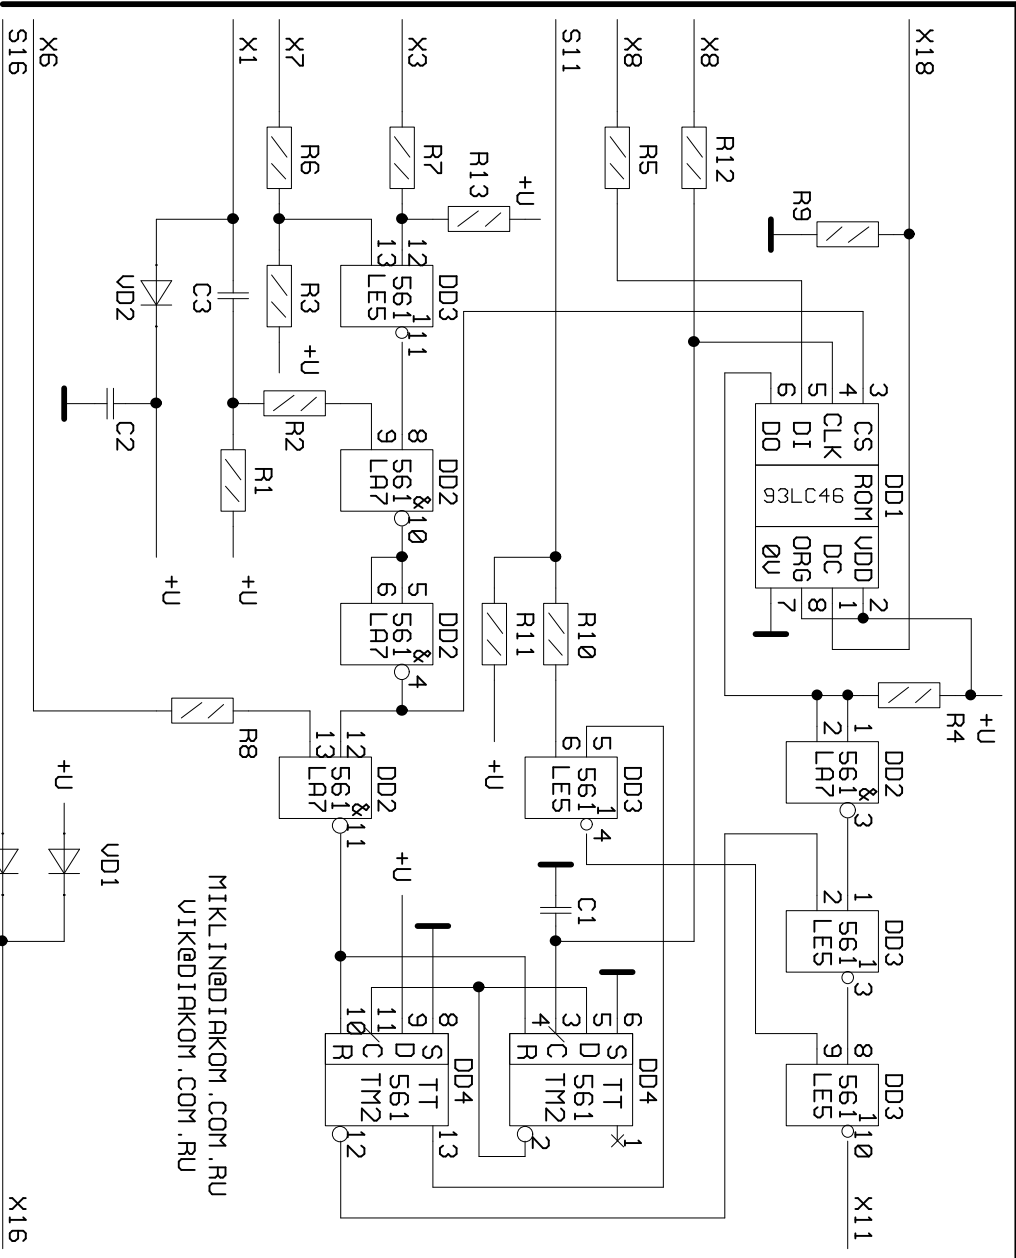 S16
X6
X1
X7
X3
S11
X8
X8
X18
R6
R7
R13
+U
R5
R12
R9
VD2
C3
R3
+U
13
12
561
1
LE5
DD3
11
C2
R2
R1
9
8
561
&
LA7
DD2
10
+U
+U
6
5
561
&
LA7
DD2
4
R11
R10
+U
6
5
4
3
DO
DI
CLK
CS
93LC46
ROM
DD1
0V
ORG
DC
VDD
7
8
1
2
R4
+U
R8
13
12
561
&
LA7
DD2
11
6
5
561
1
LE5
DD3
4
2
1
561
&
LA7
DD2
3
+U
VD1
+U
C1
2
1
561
1
LE5
DD3
3
9
8
561
1
LE5
DD3
10
X11
10
11
9
8
R
C
D
S
TT
561
TM2
DD4
12
13
4
3
5
6
R
C
D
S
TT
561
TM2
DD4
2
1
MIKLIN@DIAKOM.COM.RU
VIK@DIAKOM.COM.RU
X16